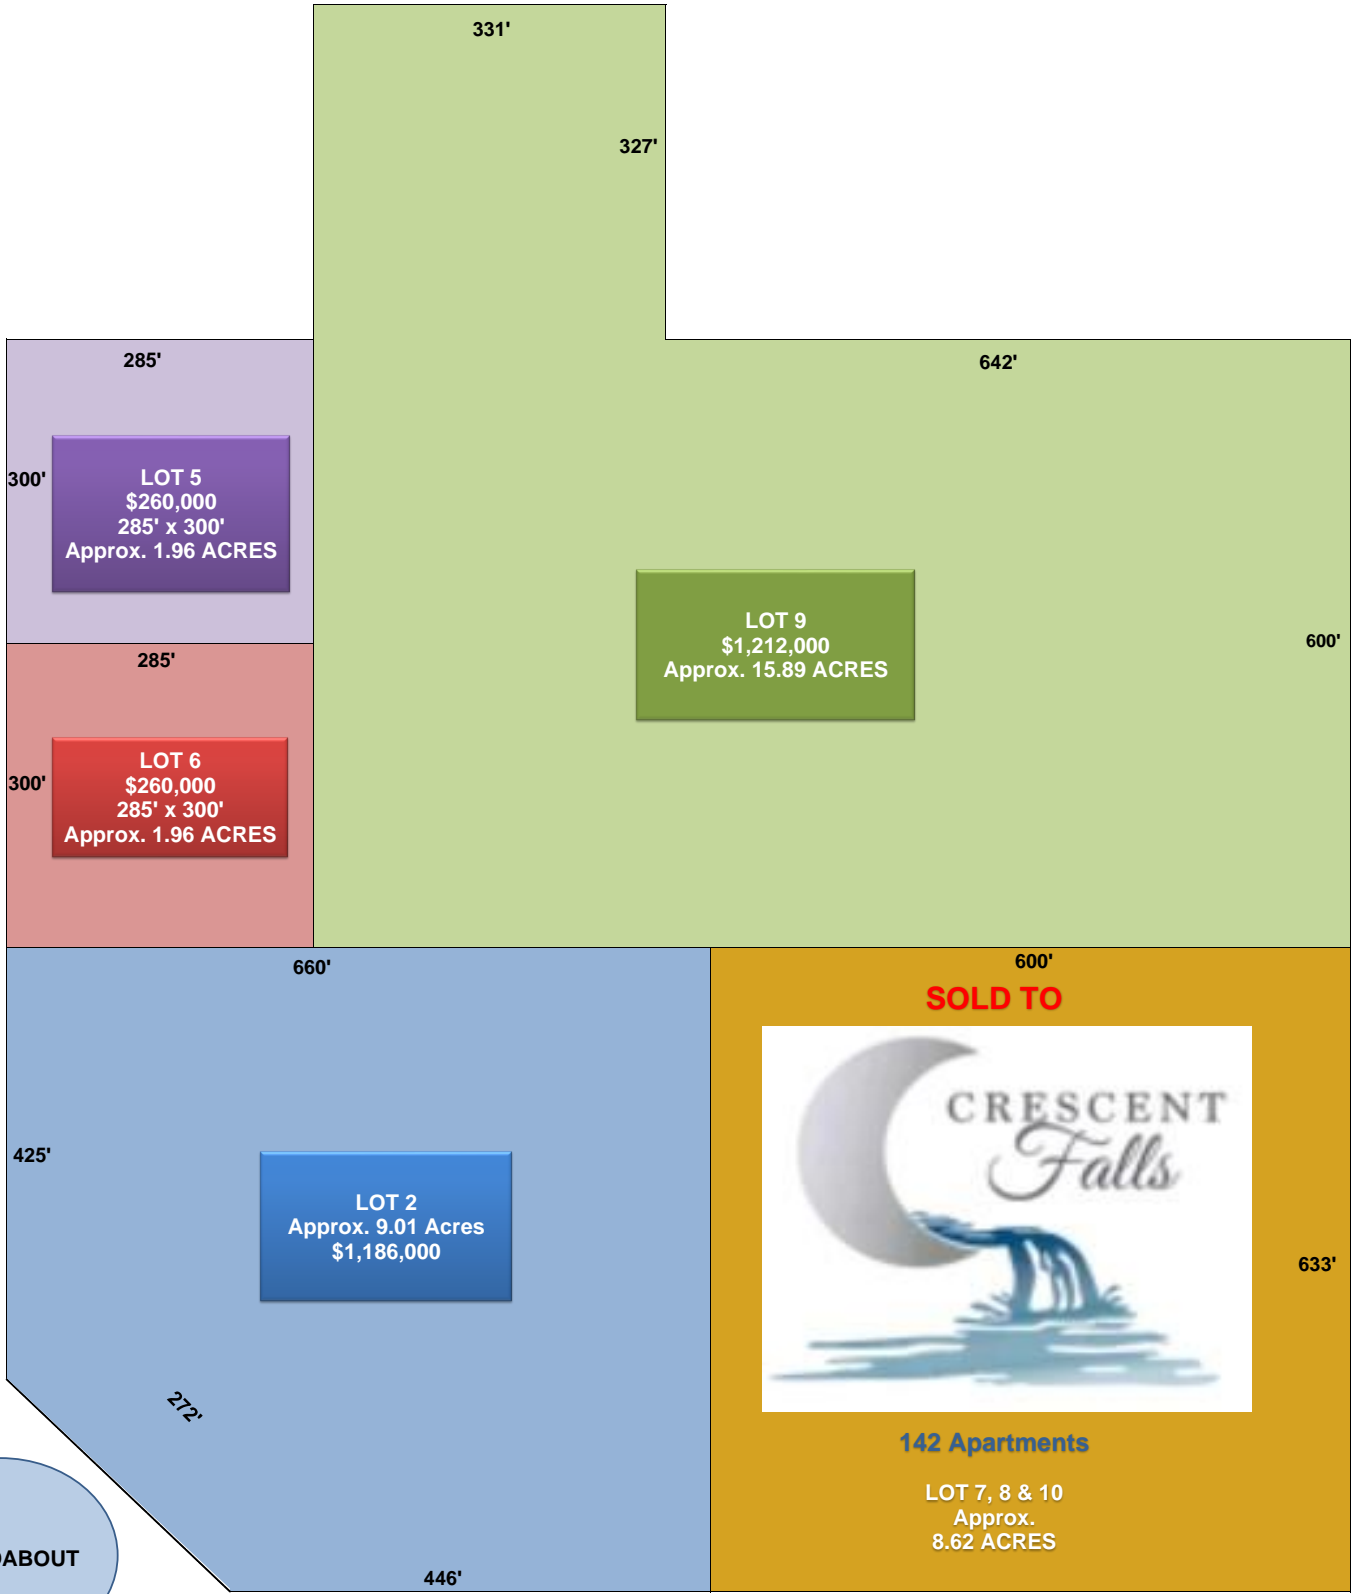 331'
327'
285'
642'
300'
LOT 5
$260,000
285' x 300'
Approx. 1.96 ACRES
LOT 9
$1,212,000
Approx. 15.89 ACRES
600'
285'
300'
LOT 6
$260,000
285' x 300'
Approx. 1.96 ACRES
660'
600'
SOLD TO
CRESCENT
Falls
425'
LOT 2
Approx. 9.01 Acres
$1,186,000
633'
272'
142 Apartments
LOT 7, 8 & 10
Approx.
8.62 ACRES
446'